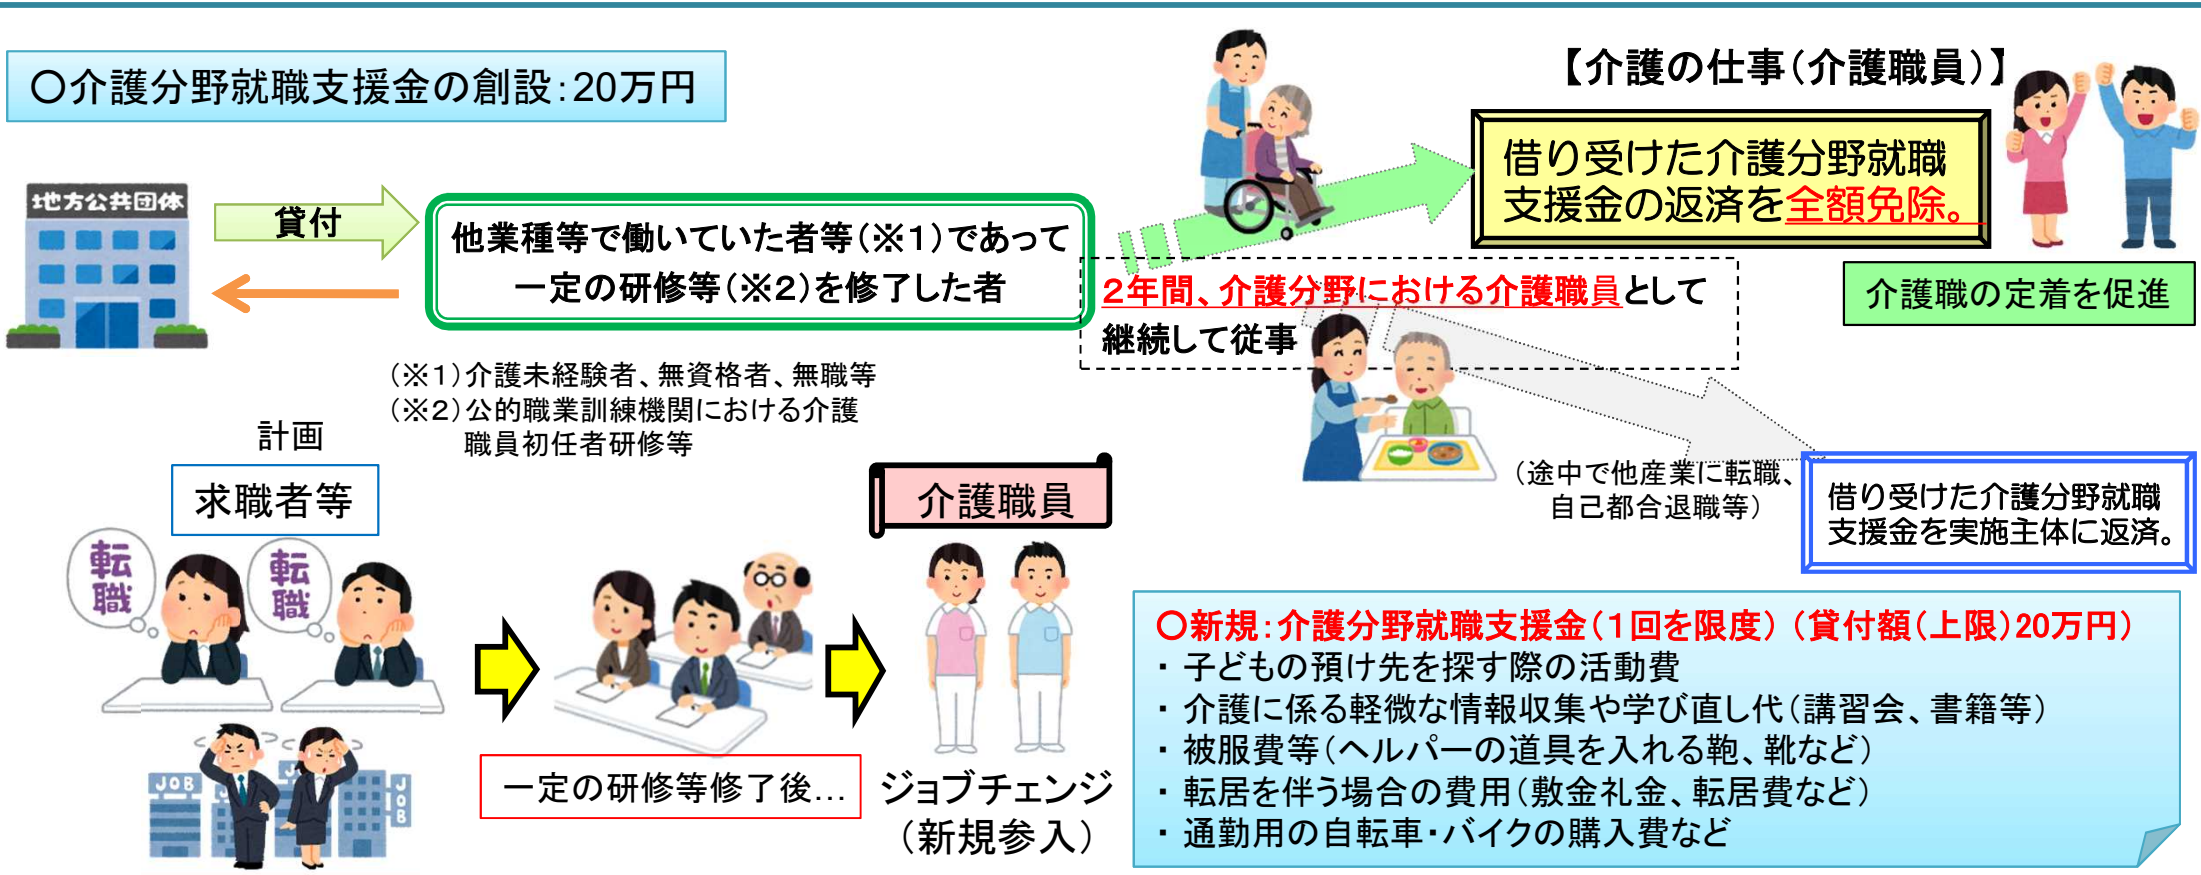 〇介護分野就職支援金の創設：20万円
【介護の仕事（介護職員）】
借り受けた介護分野就職
支援金の返済を全額免除。
介護職の定着を促進
地方公共団体
貸付
他業種等で働いていた者等（※１）であって
一定の研修等（※２）を修了した者
２年間、介護分野における介護職員として
継続して従事
（※１）介護未経験者、無資格者、無職等
（※２）公的職業訓練機関における介護
職員初任者研修等
（途中で他産業に転職、
自己都合退職等）
借り受けた介護分野就職
支援金を実施主体に返済。
計画
求職者等
転職
転職
JOB
JOB
JOB
一定の研修等修了後…
介護職員
ジョブチェンジ
（新規参入）
〇新規：介護分野就職支援金（１回を限度）（貸付額（上限）20万円）
・ 子どもの預け先を探す際の活動費
・ 介護に係る軽微な情報収集や学び直し代（講習会、書籍等）
・ 被服費等（ヘルパーの道具を入れる鞄、靴など）
・ 転居を伴う場合の費用（敷金礼金、転居費など）
・ 通勤用の自転車・バイクの購入費など